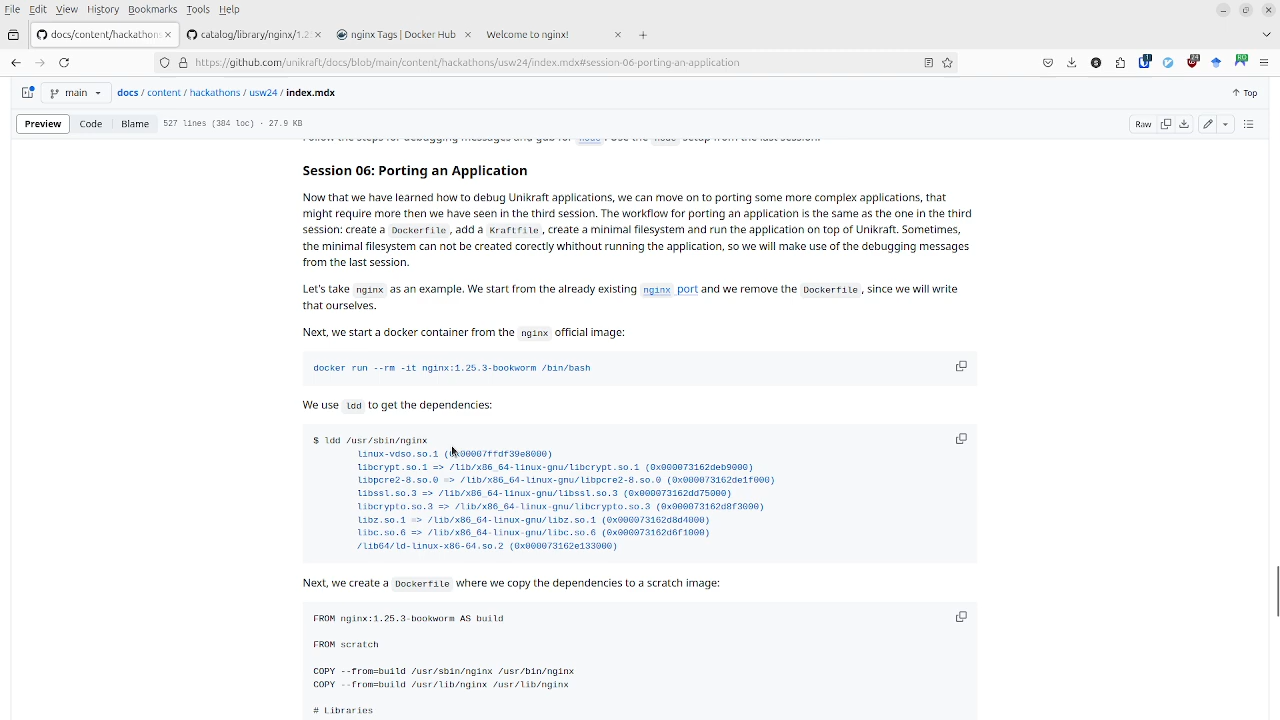 File Edit View History Bookmarks Tools Help
docs/content/hackathons
catalog/library/nginx/1.2
nginx Tags | Docker Hub
Welcome to nginx!
https://github.com/unikraft/docs/blob/main/content/hackathons/usw24/index.mdx#session-06-porting-an-application
main
docs / content / hackathons / usw24 / index.mdx
Top
Preview Code Blame 527 lines (384 loc) · 27.9 KB
Raw
Session 06: Porting an Application
Now that we have learned how to debug Unikraft applications, we can move on to porting some more complex applications, that
might require more then we have seen in the third session. The workflow for porting an application is the same as the one in the third
session: create a Dockerfile, add a Kraftfile, create a minimal filesystem and run the application on top of Unikraft. Sometimes,
the minimal filesystem can not be created corectly whithout running the application, so we will make use of the debugging messages
from the last session.
Let's take nginx as an example. We start from the already existing nginx port and we remove the Dockerfile, since we will write
that ourselves.
Next, we start a docker container from the nginx official image:
docker run --rm -it nginx:1.25.3-bookworm /bin/bash
We use ldd to get the dependencies:
$ ldd /usr/sbin/nginx
linux-vdso.so.1 (0x00007ffdf39e8000)
libcrypt.so.1 => /lib/x86_64-linux-gnu/libcrypt.so.1 (0x000073162deb9000)
libpcre2-8.so.0 => /lib/x86_64-linux-gnu/libpcre2-8.so.0 (0x000073162de1f000)
libssl.so.3 => /lib/x86_64-linux-gnu/libssl.so.3 (0x000073162dd75000)
libcrypto.so.3 => /lib/x86_64-linux-gnu/libcrypto.so.3 (0x000073162d8f3000)
libz.so.1 => /lib/x86_64-linux-gnu/libz.so.1 (0x000073162d8d4000)
libc.so.6 => /lib/x86_64-linux-gnu/libc.so.6 (0x000073162d6f1000)
/lib64/ld-linux-x86-64.so.2 (0x000073162e133000)
Next, we create a Dockerfile where we copy the dependencies to a scratch image:
FROM nginx:1.25.3-bookworm AS build
FROM scratch
COPY --from=build /usr/sbin/nginx /usr/bin/nginx
COPY --from=build /usr/lib/nginx /usr/lib/nginx
# Libraries